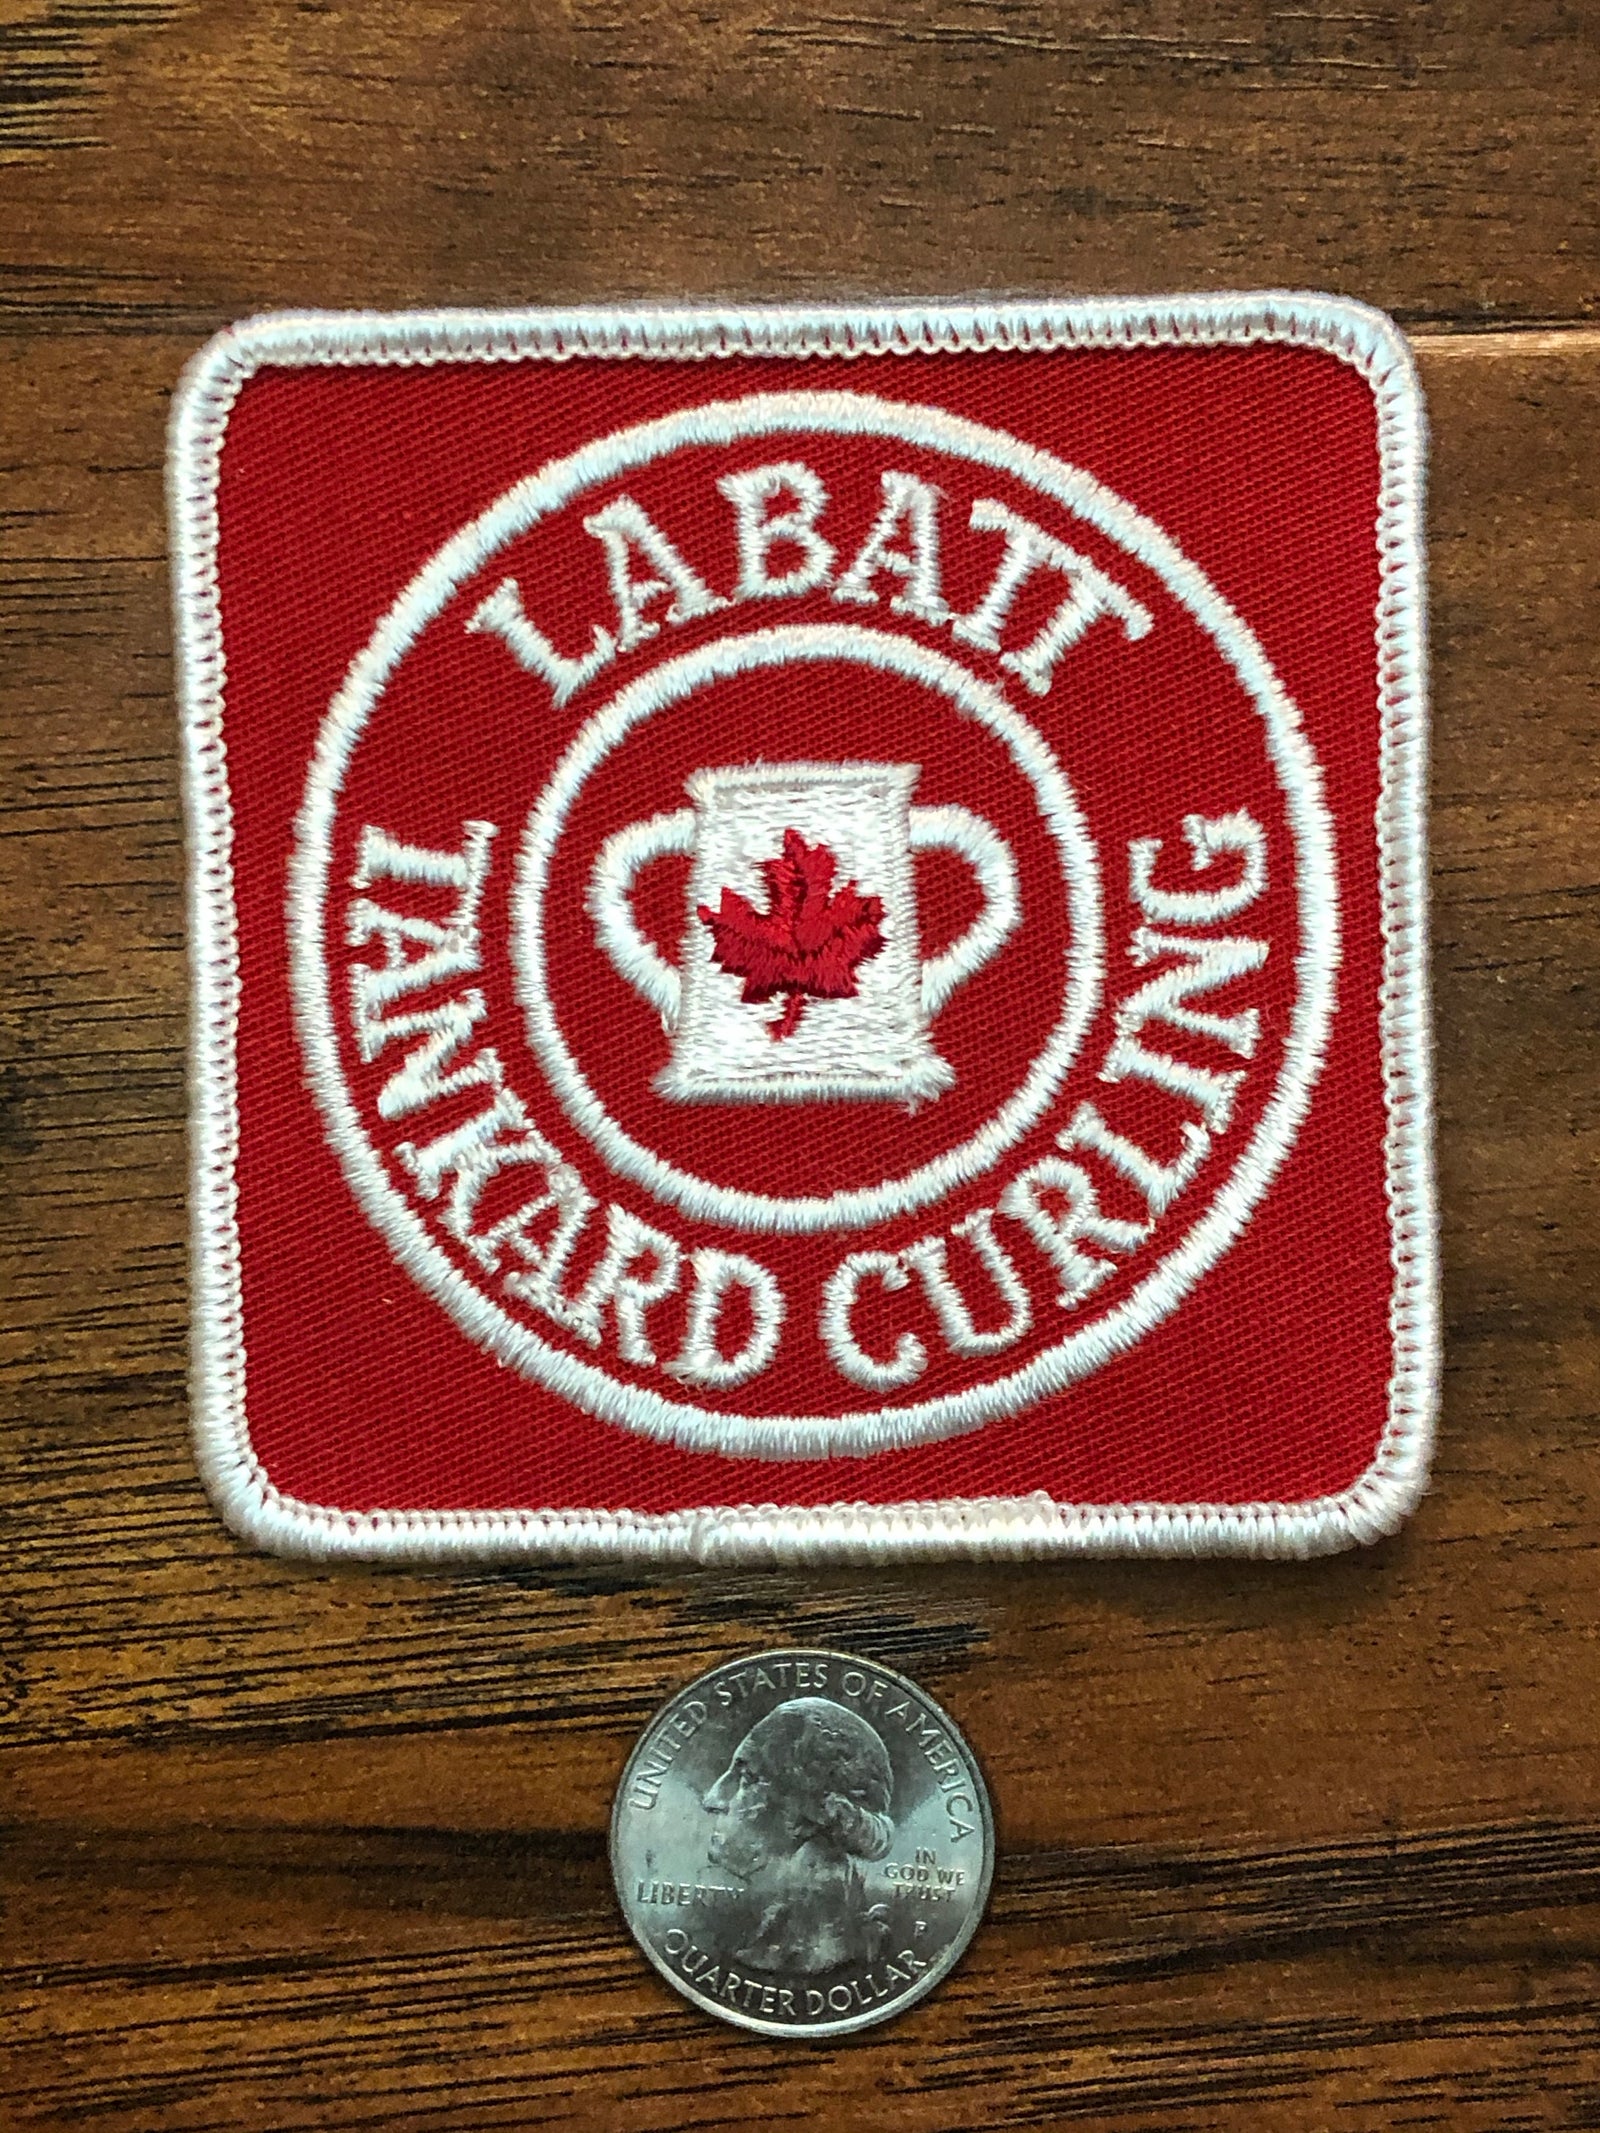 LABATT
TANKARD CURLING
UNITED STATES OF AMERICA
IN
GOD WE
TRUST
LIBERTY
P
QUARTER DOLLAR